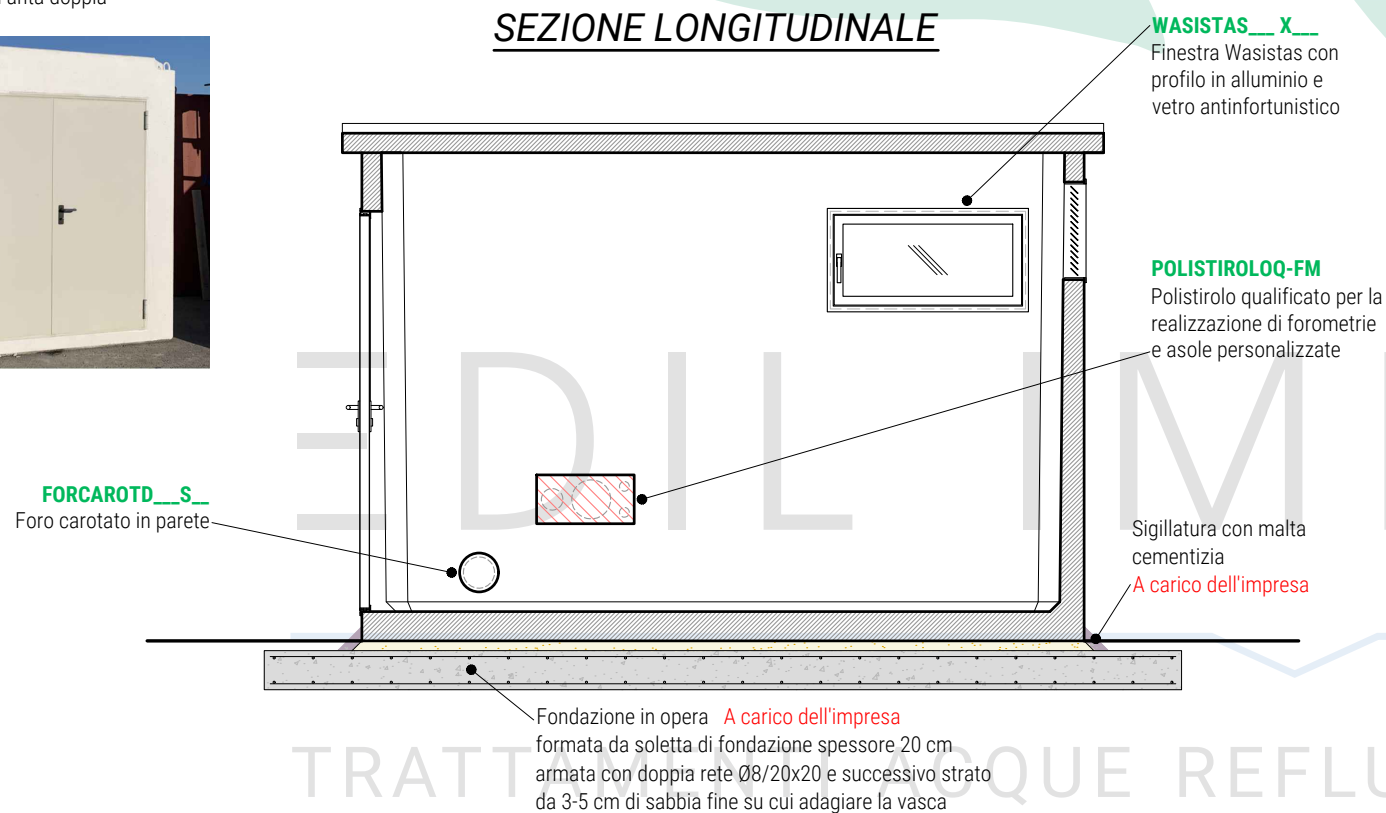 anta doppia
SEZIONE LONGITUDINALE
WASISTAS___ X___
Finestra Wasistas con
profilo in alluminio e
vetro antinfortunistico
POLISTIROLOQ-FM
Polistirolo qualificato per la
realizzazione di forometrie
e asole personalizzate
FORCAROTD___S__
Foro carotato in parete
Sigillatura con malta
cementizia
A carico dell'impresa
Fondazione in opera A carico dell'impresa
formata da soletta di fondazione spessore 20 cm
armata con doppia rete Ø8/20x20 e successivo strato
da 3-5 cm di sabbia fine su cui adagiare la vasca
EDIL IM
TRATTAMENTI ACQUE REFLU